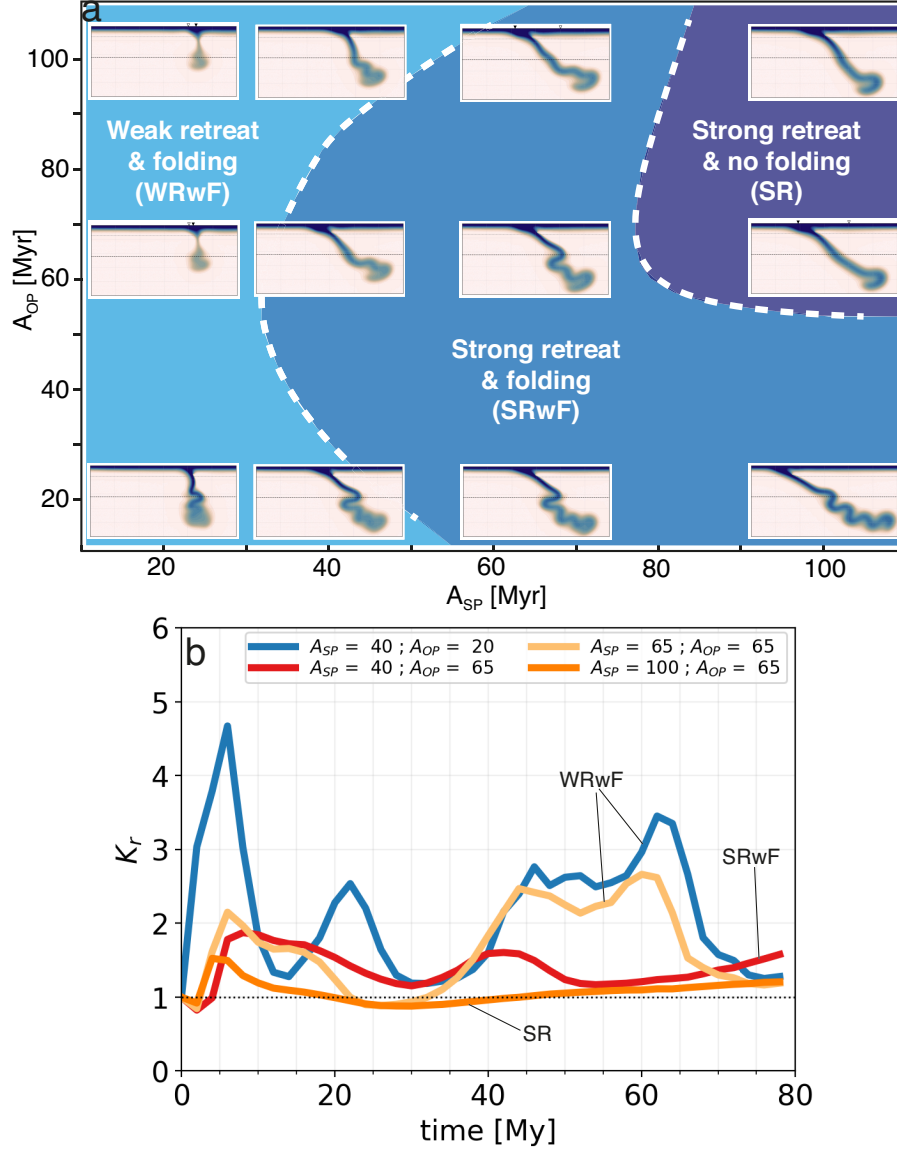 a
100
80
60
40
20
A_OP [Myr]
Weak retreat
& folding
(WRwF)
Strong retreat
& no folding
(SR)
Strong retreat
& folding
(SRwF)
20
40
60
80
100
A_SP [Myr]
b
A_SP = 40 ; A_OP = 20
A_SP = 40 ; A_OP = 65
A_SP = 65 ; A_OP = 65
A_SP = 100 ; A_OP = 65
6
5
4
3
2
1
0
K_r
WRwF
SRwF
SR
0
20
40
60
80
time [My]